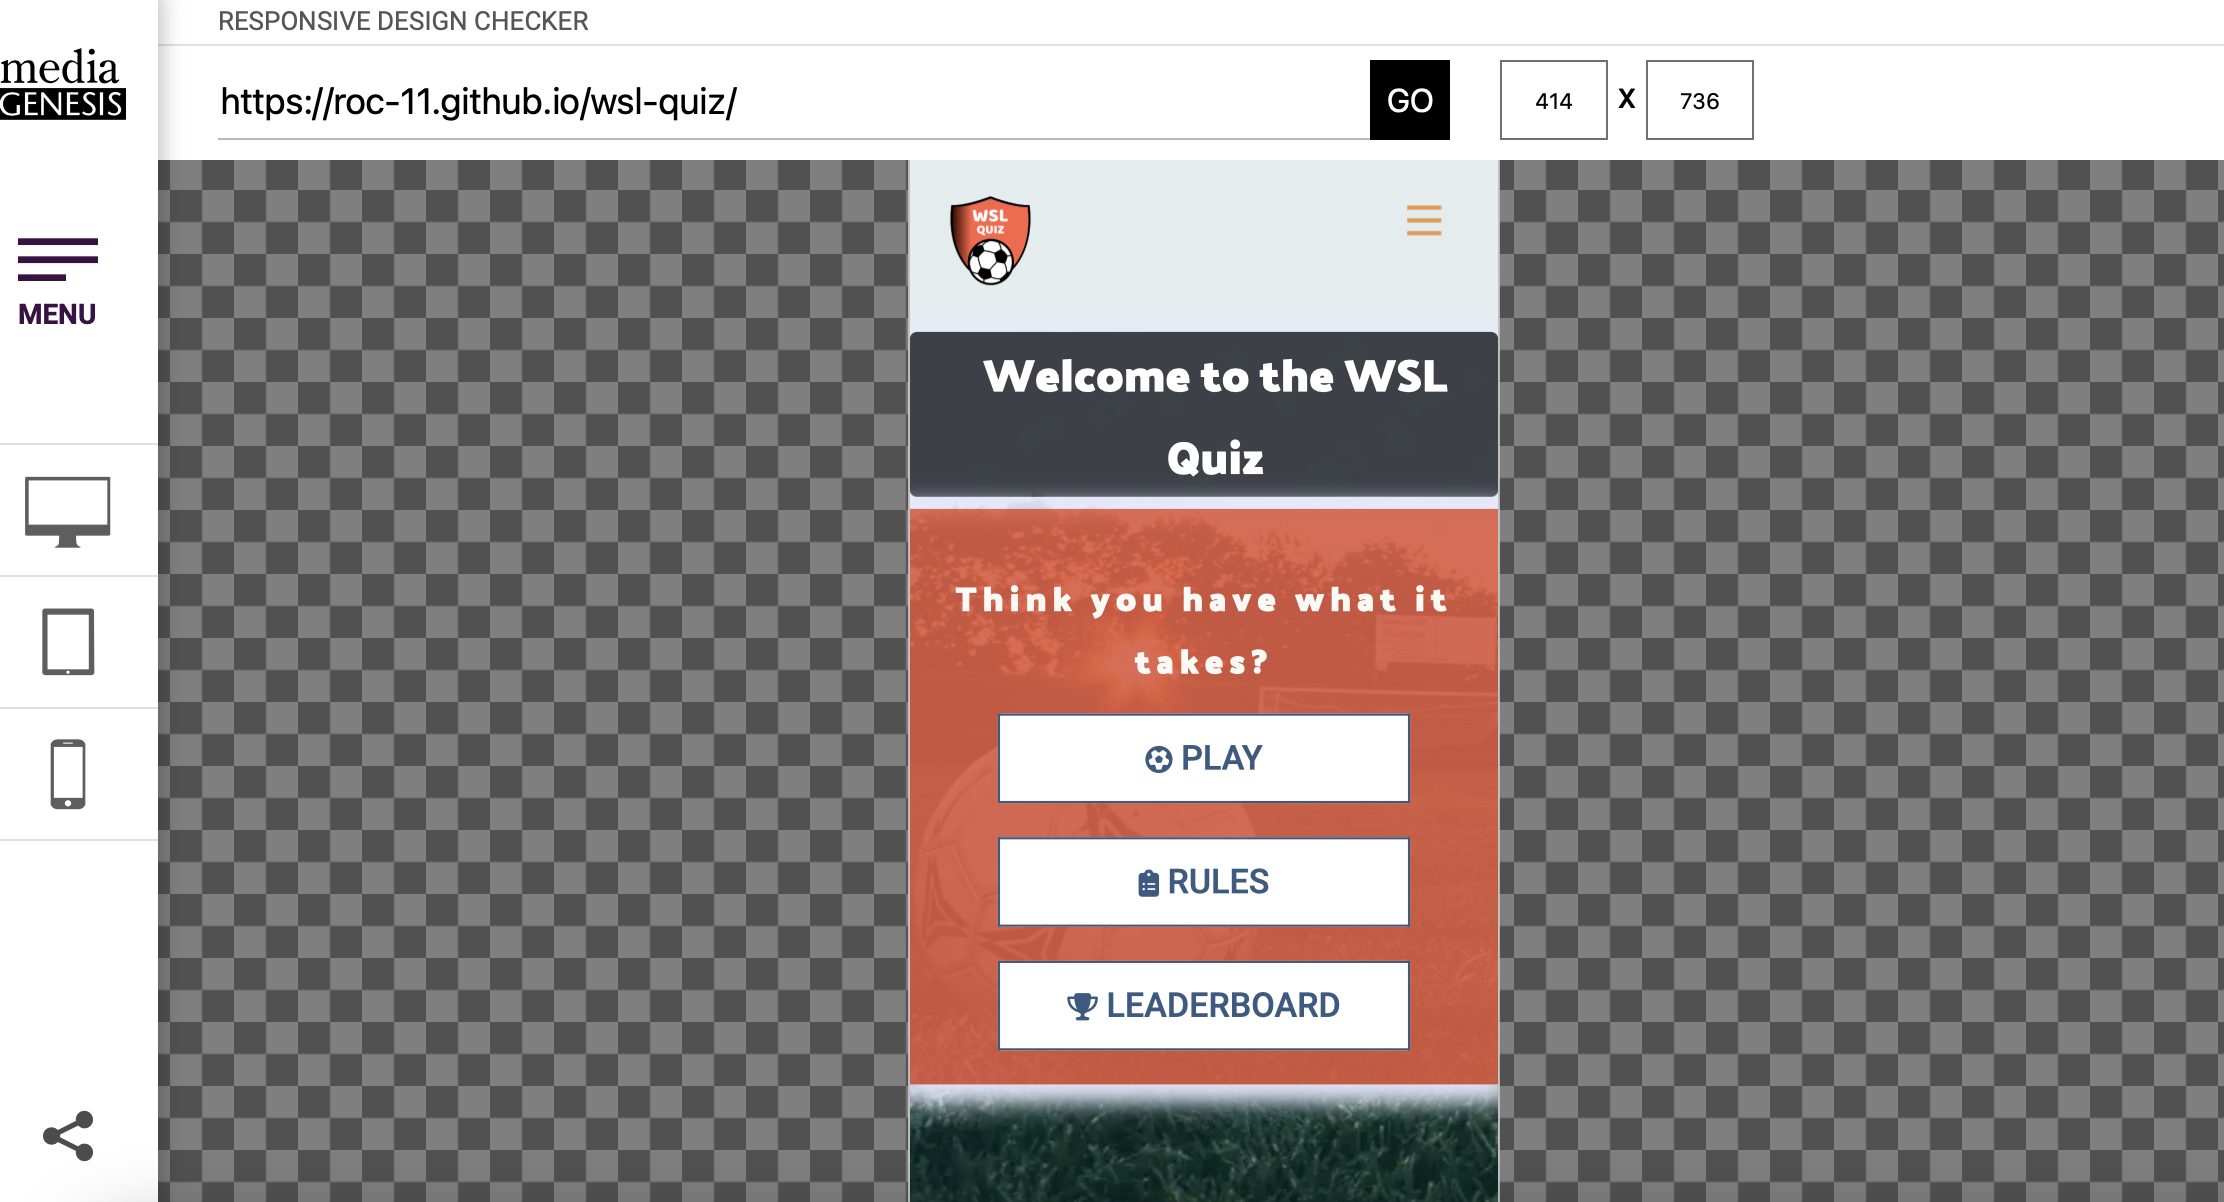 RESPONSIVE DESIGN CHECKER
media
GENESIS
https://roc-11.github.io/wsl-quiz/
GO
414
X
736
MENU
WSL
QUIZ
Welcome to the WSL
Quiz
Think you have what it
takes?
PLAY
RULES
LEADERBOARD